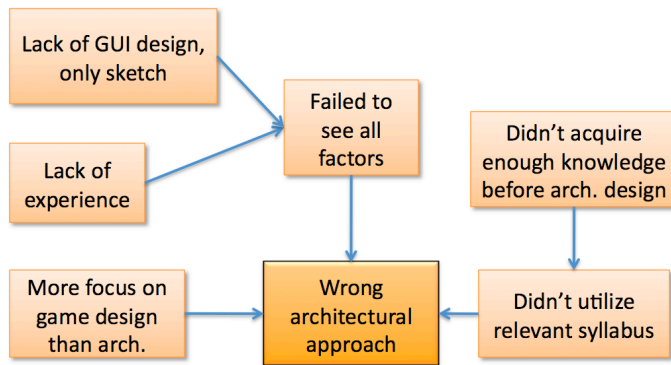 Lack of GUI design,
only sketch
Failed to
see all
factors
Didn’t acquire
enough knowledge
before arch. design
Lack of
experience
More focus on
game design
than arch.
Wrong
architectural
approach
Didn’t utilize
relevant syllabus